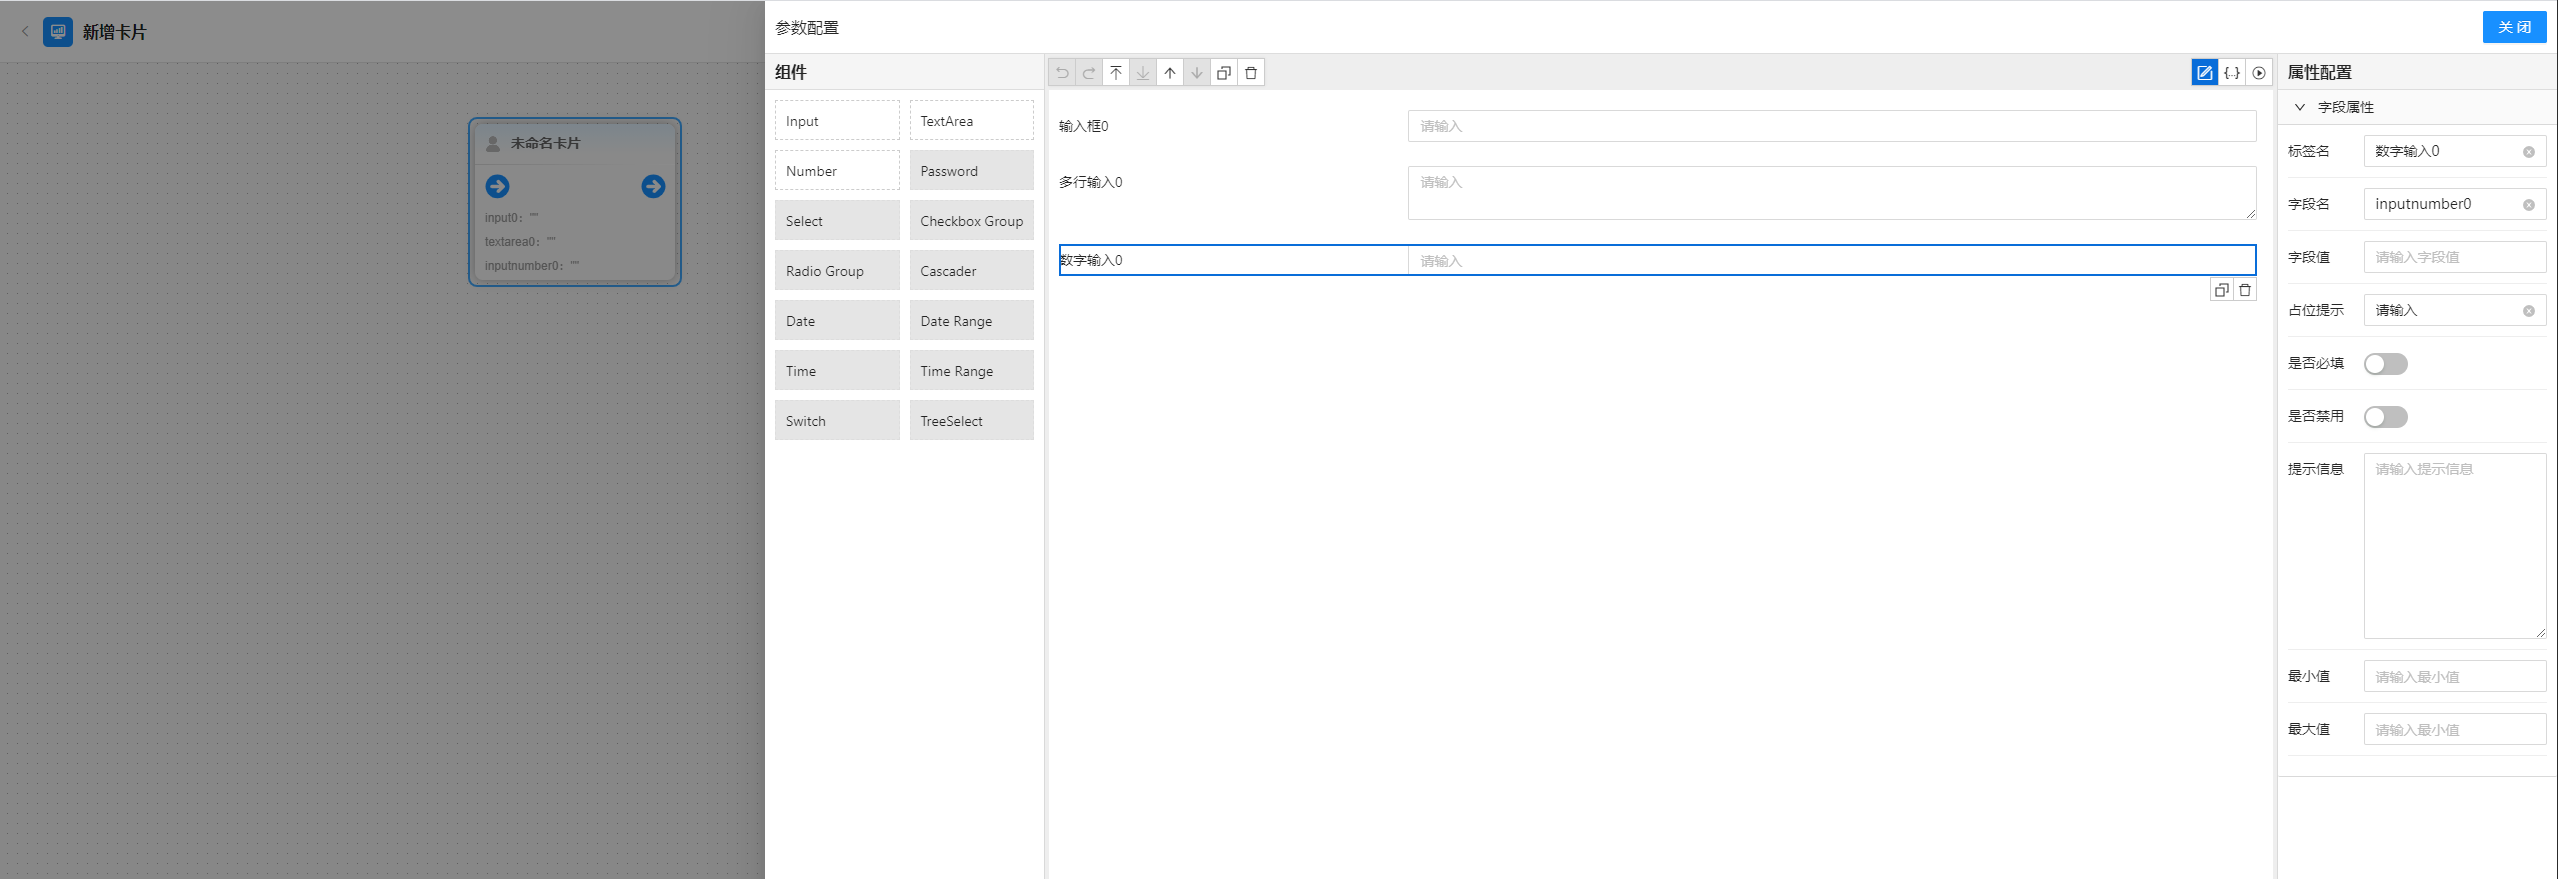 新增卡片
未命名卡片
input0: ""
textarea0: ""
inputnumber0: ""
参数配置
关 闭
组件
Input
TextArea
Number
Password
Select
Checkbox Group
Radio Group
Cascader
Date
Date Range
Time
Time Range
Switch
TreeSelect
{..}
输入框0
请输入
多行输入0
请输入
数字输入0
请输入
属性配置
字段属性
标签名
数字输入0
字段名
inputnumber0
字段值
请输入字段值
占位提示
请输入
是否必填
是否禁用
提示信息
请输入提示信息
最小值
请输入最小值
最大值
请输入最小值